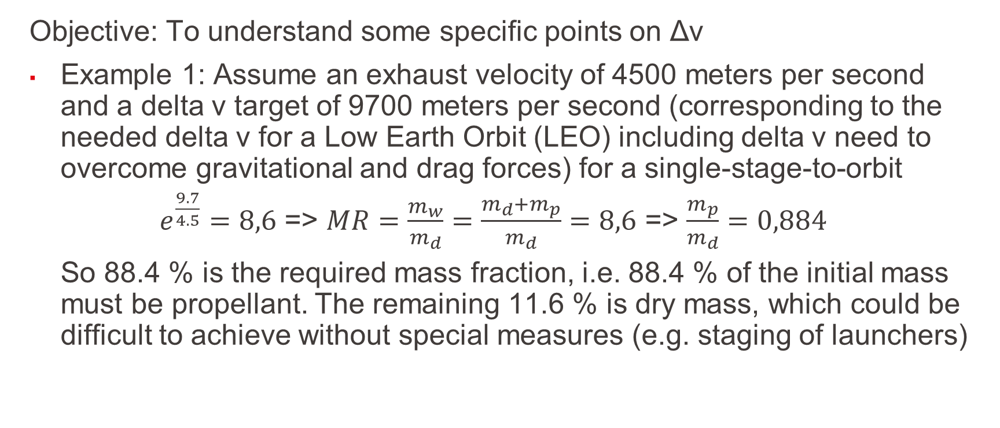 Objective: To understand some specific points on Δv
▪ Example 1: Assume an exhaust velocity of 4500 meters per second
and a delta v target of 9700 meters per second (corresponding to the
needed delta v for a Low Earth Orbit (LEO) including delta v need to
overcome gravitational and drag forces) for a single-stage-to-orbit
$e^{\frac{9.7}{4.5}} = 8,6 => MR = \frac{m_w}{m_d} = \frac{m_d+m_p}{m_d} = 8,6 => \frac{m_p}{m_d} = 0,884$
So 88.4 % is the required mass fraction, i.e. 88.4 % of the initial mass
must be propellant. The remaining 11.6 % is dry mass, which could be
difficult to achieve without special measures (e.g. staging of launchers)